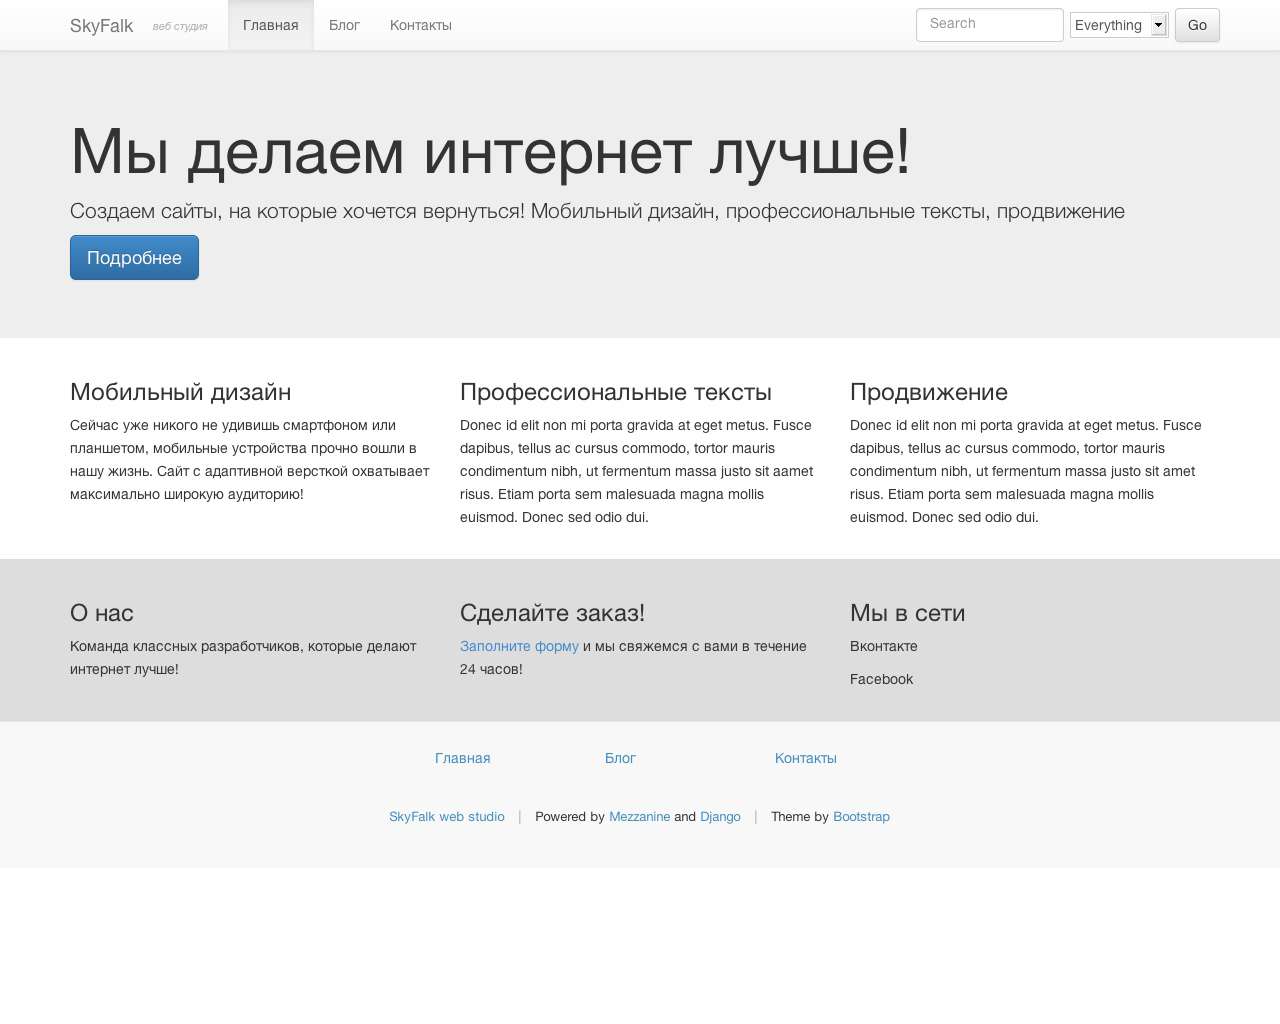 SkyFalk веб студия Главная Блог Контакты Search Everything Go
Мы делаем интернет лучше!
Создаем сайты, на которые хочется вернуться! Мобильный дизайн, профессиональные тексты, продвижение
Подробнее
Мобильный дизайн
Сейчас уже никого не удивишь смартфоном или
планшетом, мобильные устройства прочно вошли в
нашу жизнь. Сайт с адаптивной версткой охватывает
максимально широкую аудиторию!
Профессиональные тексты
Donec id elit non mi porta gravida at eget metus. Fusce
dapibus, tellus ac cursus commodo, tortor mauris
condimentum nibh, ut fermentum massa justo sit aamet
risus. Etiam porta sem malesuada magna mollis
euismod. Donec sed odio dui.
Продвижение
Donec id elit non mi porta gravida at eget metus. Fusce
dapibus, tellus ac cursus commodo, tortor mauris
condimentum nibh, ut fermentum massa justo sit amet
risus. Etiam porta sem malesuada magna mollis
euismod. Donec sed odio dui.
О нас
Команда классных разработчиков, которые делают
интернет лучше!
Сделайте заказ!
Заполните форму и мы свяжемся с вами в течение
24 часов!
Мы в сети
Вконтакте
Facebook
Главная Блог Контакты
SkyFalk web studio | Powered by Mezzanine and Django | Theme by Bootstrap